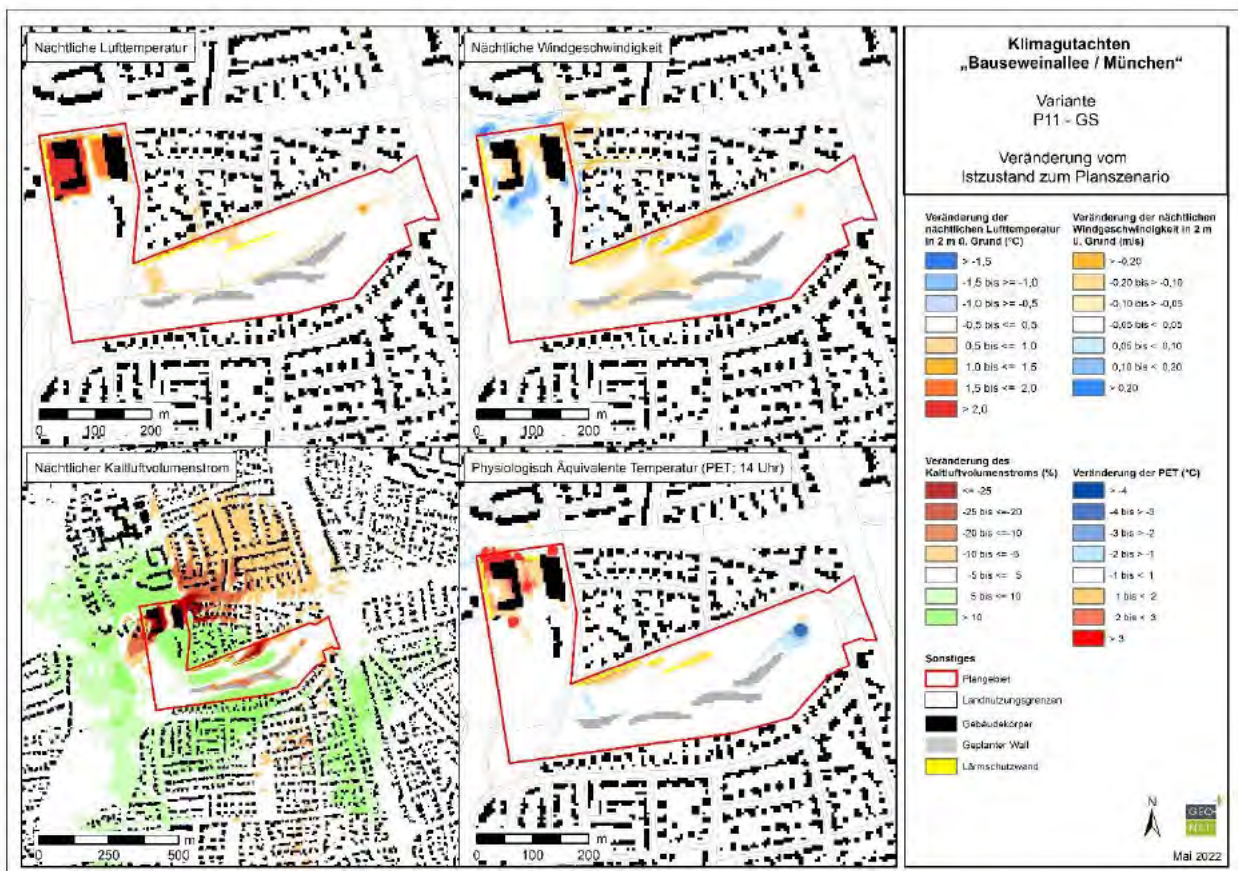 Nächtliche Lufttemperatur
Nächtliche Windgeschwindigkeit
0 100 200 m
0 100 200 m
Nächtlicher Kaltluftvolumenstrom
Physiologisch Äquivalente Temperatur (PET; 14 Uhr)
0 250 500 m
0 100 200 m
Klimagutachten
„Bauseweinallee / München“
Variante
P11 - GS
Veränderung vom
Istzustand zum Planszenario
Veränderung der
nächtlichen Lufttemperatur
in 2 m ü. Grund (°C)
> -1,5
-1,5 bis >= -1,0
-1,0 bis >= -0,5
-0,5 bis <= 0,5
0,5 bis <= 1,0
1,0 bis <= 1,5
1,5 bis <= 2,0
> 2,0
Veränderung der nächtlichen
Windgeschwindigkeit in 2 m
ü. Grund (m/s)
> -0,20
-0,20 bis > -0,10
-0,10 bis > -0,05
-0,05 bis < 0,05
0,05 bis < 0,10
0,10 bis < 0,20
> 0,20
Veränderung des
Kaltluftvolumenstroms (%)
<= -25
-25 bis <= -20
-20 bis <= -10
-10 bis <= -5
-5 bis <= 5
5 bis <= 10
> 10
Veränderung der PET (°C)
> -4
-4 bis > -3
-3 bis > -2
-2 bis > -1
-1 bis < 1
1 bis < 2
2 bis < 3
> 3
Sonstiges
Plangebiet
Landnutzungsgrenzen
Gebäudekörper
Geplanter Wall
Lärmschutzwand
N
GEO
NET
Mai 2022